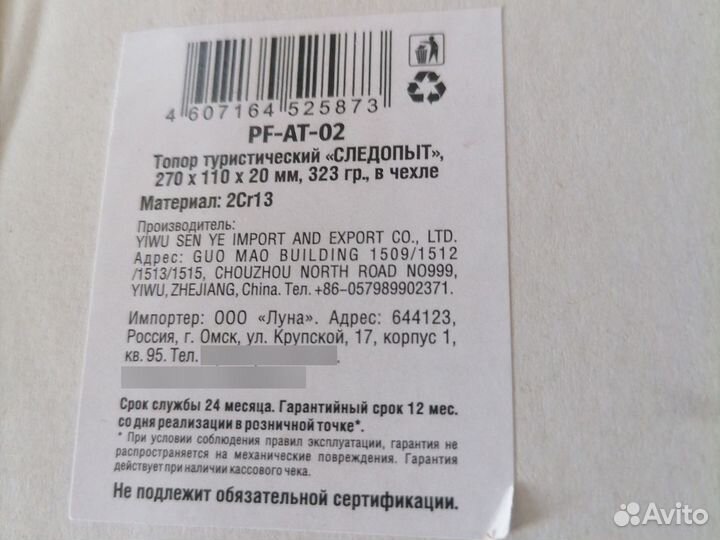 4 607164 525873
PF-AT-02
Топор туристический «СЛЕДОПЫТ»,
270 x 110 x 20 мм, 323 гр., в чехле
Материал: 2Cr13
Производитель:
YIWU SEN YE IMPORT AND EXPORT CO., LTD.
Адрес: GUO MAO BUILDING 1509/1512
/1513/1515, CHOUZHOU NORTH ROAD NO999,
YIWU, ZHEJIANG, China. Тел. +86-057989902371.
Импортер: ООО «Луна». Адрес: 644123,
Россия, г. Омск, ул. Крупской, 17, корпус 1,
кв. 95. Тел.
Срок службы 24 месяца. Гарантийный срок 12 мес.
со дня реализации в розничной точке*.
* При условии соблюдения правил эксплуатации, гарантия не
распространяется на механические повреждения. Гарантия
действует при наличии кассового чека.
Не подлежит обязательной сертификации.
Avito